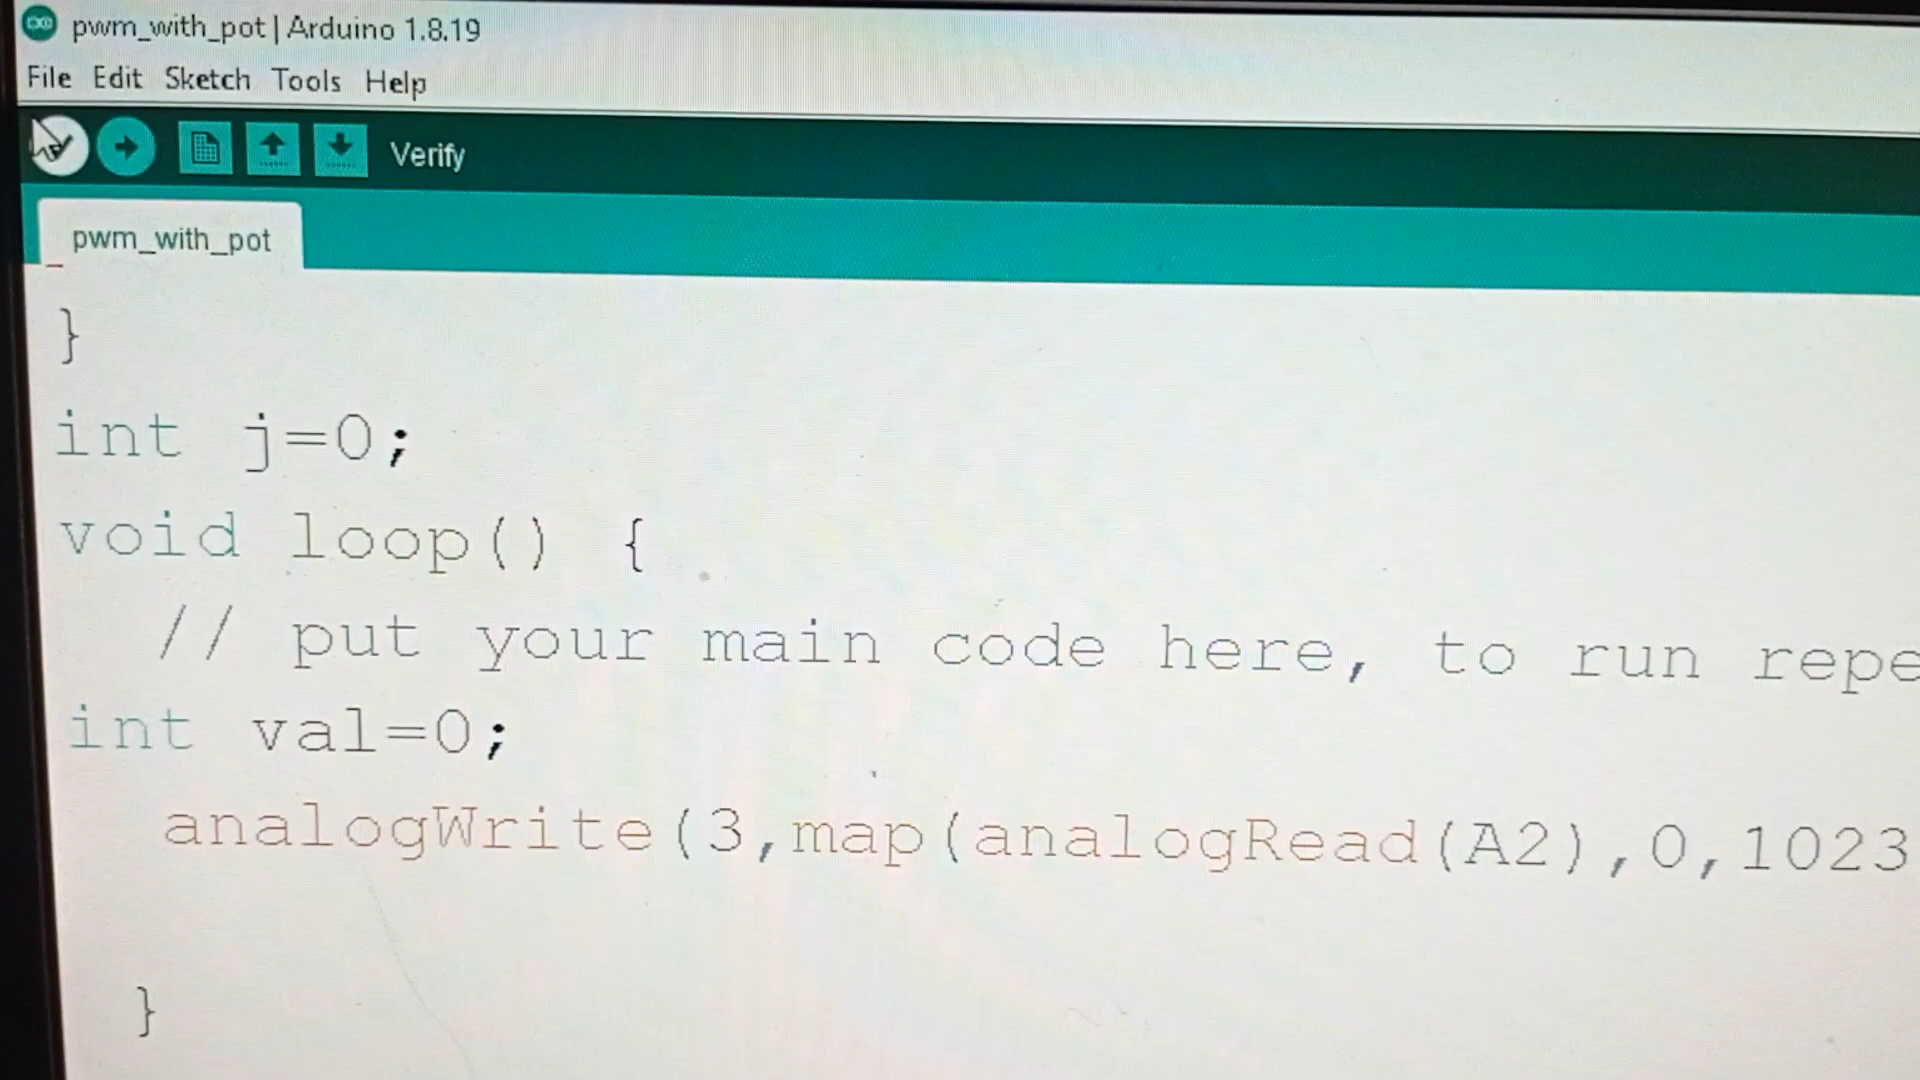 pwm_with_pot | Arduino 1.8.19
File Edit Sketch Tools Help
Verify
pwm_with_pot
}
int j=0;
void loop() {
// put your main code here, to run repe
int val=0;
analogWrite(3,map(analogRead(A2),0,1023
}